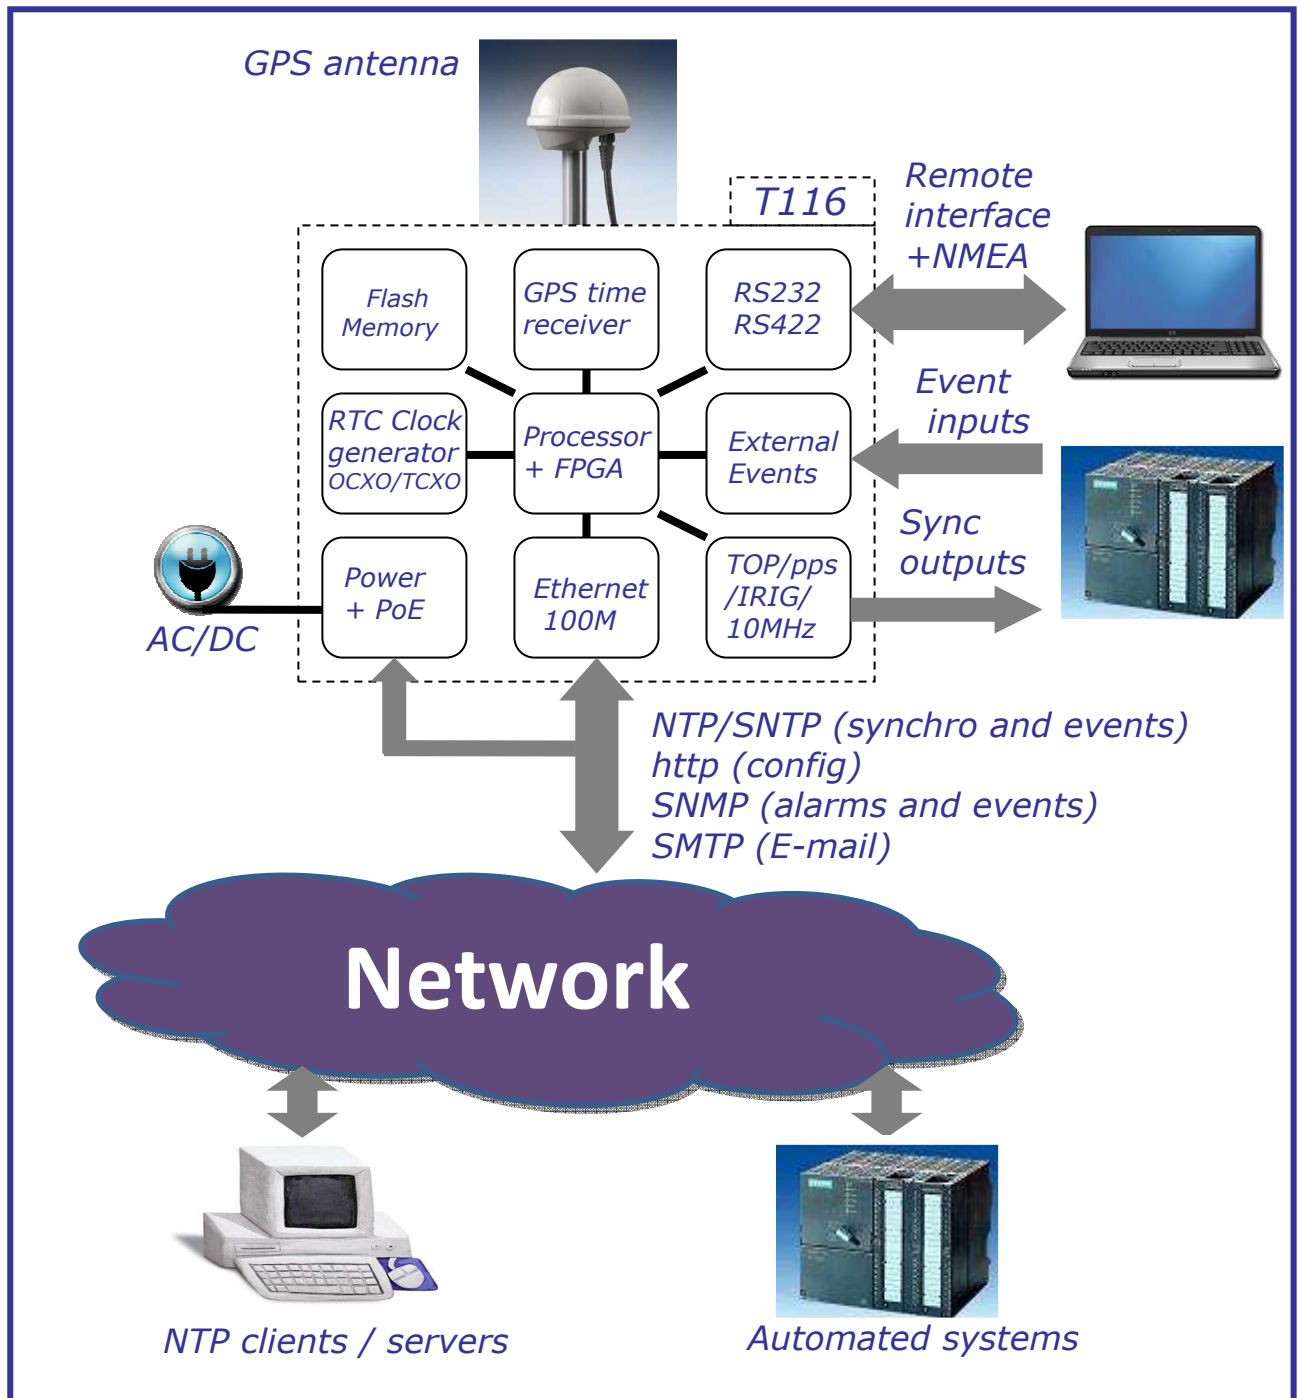 GPS antenna
T116
Remote
interface
+NMEA
Flash
Memory
GPS time
receiver
RS232
RS422
Event
inputs
RTC Clock
generator
OCXO/TCXO
Processor
+ FPGA
External
Events
Sync
outputs
AC/DC
Power
+ PoE
Ethernet
100M
TOP/pps
/IRIG/
10MHz
NTP/SNTP (synchro and events)
http (config)
SNMP (alarms and events)
SMTP (E-mail)
Network
NTP clients / servers
Automated systems